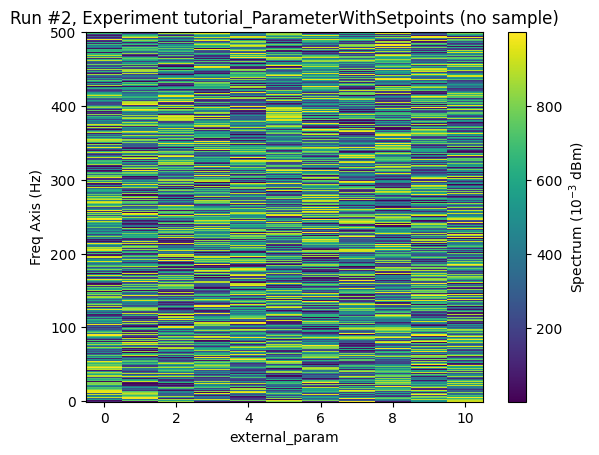 Run #2, Experiment tutorial_ParameterWithSetpoints (no sample)
500
400
300
200
100
0
Freq Axis (Hz)
0 2 4 6 8 10
external_param
800
600
400
200
Spectrum (10⁻³ dBm)